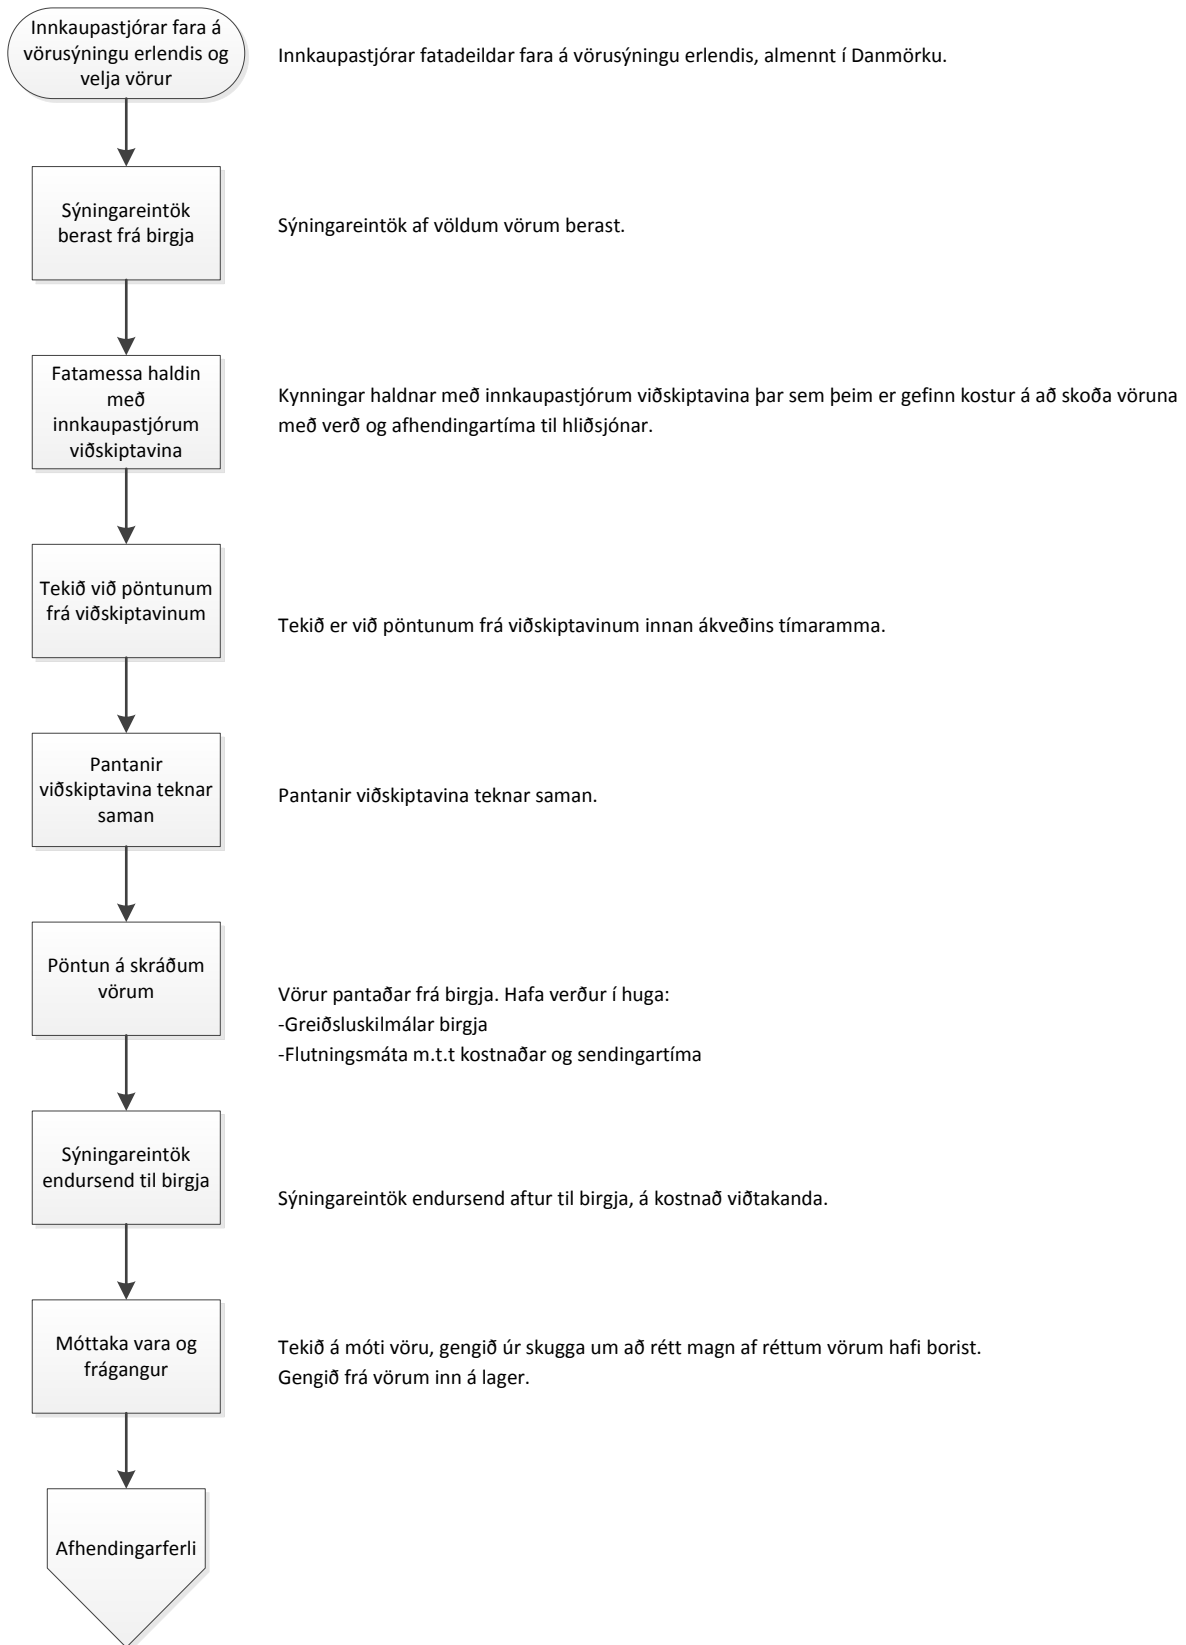 Innkaupastjórar fara á
vörusýningu erlendis og
velja vörur
Innkaupastjórar fatadeildar fara á vörusýningu erlendis, almennt í Danmörku.
Sýningareintök
berast frá birgja
Sýningareintök af völdum vörum berast.
Fatamessa haldin
með
innkaupastjórum
viðskiptavina
Kynningar haldnar með innkaupastjórum viðskiptavina þar sem þeim er gefinn kostur á að skoða vöruna
með verð og afhendingartíma til hliðsjónar.
Tekið við pöntunum
frá viðskiptavinum
Tekið er við pöntunum frá viðskiptavinum innan ákveðins tímaramma.
Pantanir
viðskiptavina teknar
saman
Pantanir viðskiptavina teknar saman.
Pöntun á skráðum
vörum
Vörur pantaðar frá birgja. Hafa verður í huga:
-Greiðsluskilmálar birgja
-Flutningsmáta m.t.t kostnaðar og sendingartíma
Sýningareintök
endursend til birgja
Sýningareintök endursend aftur til birgja, á kostnað viðtakanda.
Móttaka vara og
frágangur
Tekið á móti vöru, gengið úr skugga um að rétt magn af réttum vörum hafi borist.
Gengið frá vörum inn á lager.
Afhendingarferli